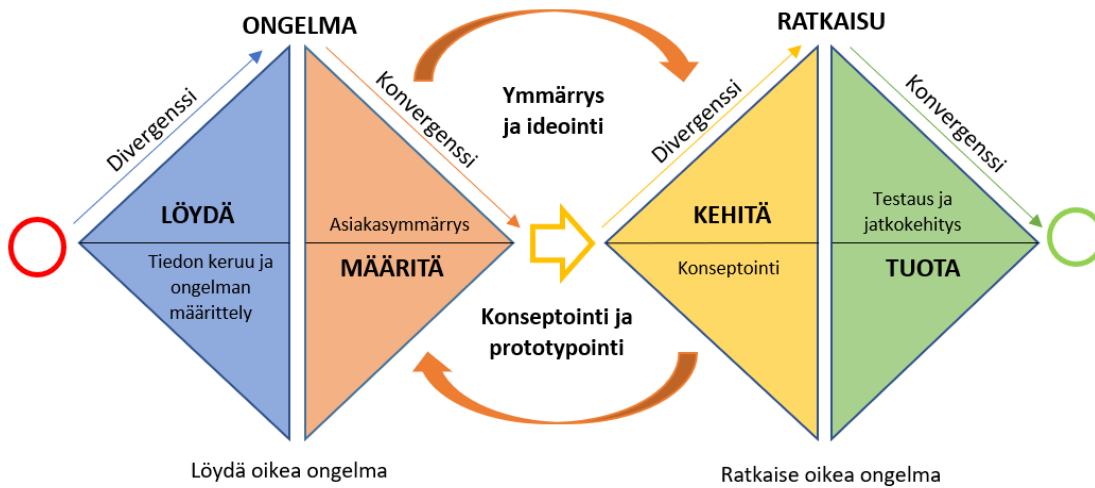 ONGELMA
Divergenssi
Konvergenssi
LÖYDÄ
Tiedon keruu ja
ongelman
määrittely
Asiakasymmärrys
MÄÄRITÄ
Löydä oikea ongelma
Ymmärrys
ja ideointi
Konseptointi ja
prototypointi
RATKAISU
Divergenssi
Konvergenssi
KEHITÄ
Konseptointi
Testaus ja
jatkokehitys
TUOTA
Ratkaise oikea ongelma